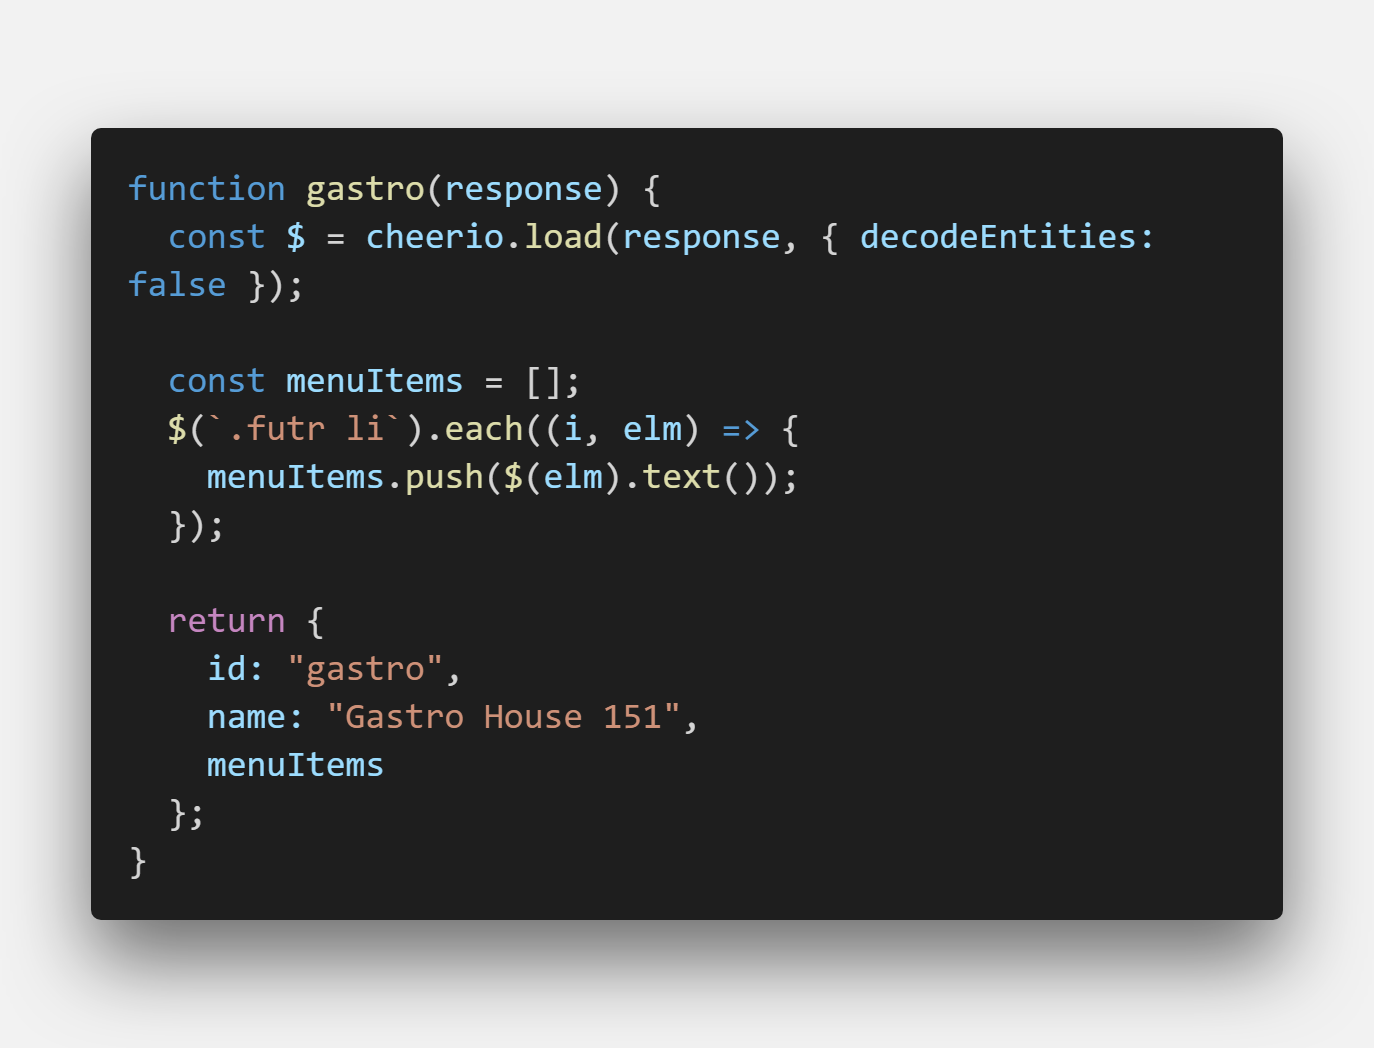 function gastro(response) {
  const $ = cheerio.load(response, { decodeEntities:
false });

  const menuItems = [];
  $(`.futr li`).each((i, elm) => {
    menuItems.push($(elm).text());
  });

  return {
    id: "gastro",
    name: "Gastro House 151",
    menuItems
  };
}